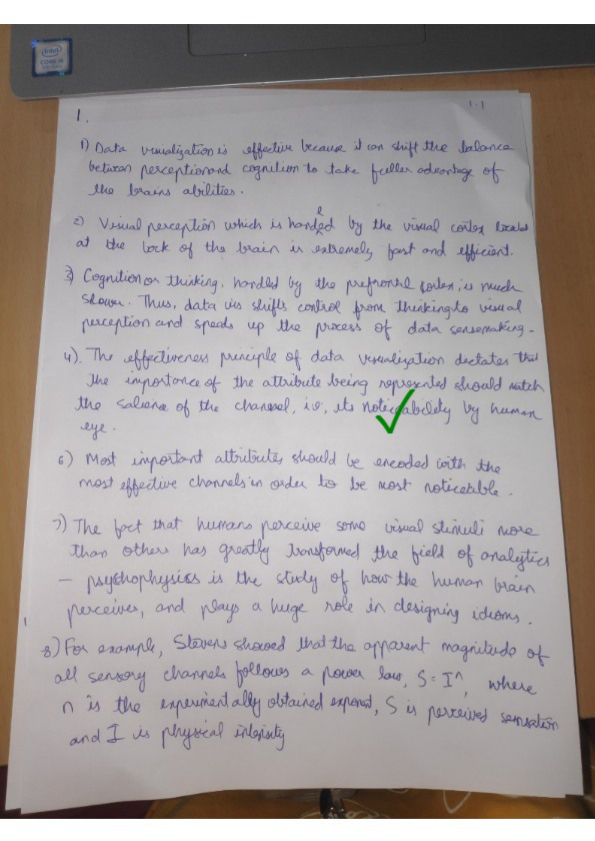 intel
CORE i5
1.
1.1
1) Data visualization is effective because it can shift the balance
between perception and cognition to take fuller advantage of
the brains abilities.
2) Visual perception which is handled by the visual cortex located
at the back of the brain is extremely fast and efficient.
3) Cognition or thinking, handled by the prefrontal cortex, is much
slower. Thus, data vis shifts control from thinking to visual
perception and speeds up the process of data sensemaking.
4). The effectiveness principle of data visualization dictates that
the importance of the attribute being represented should match
the salience of the channel, i.e, its noticeability by human
eye.
6) Most important attributes should be encoded with the
most effective channels in order to be most noticeable.
7) The fact that humans perceive some visual stimuli more
than others has greatly transformed the field of analytics
– psychophysics is the study of how the human brain
perceives, and plays a huge role in designing idioms.
8) For example, Stevens showed that the apparent magnitude of
all sensory channels follows a power law, S = I^n, where
n is the experimentally obtained exponent, S is perceived sensation
and I is physical intensity